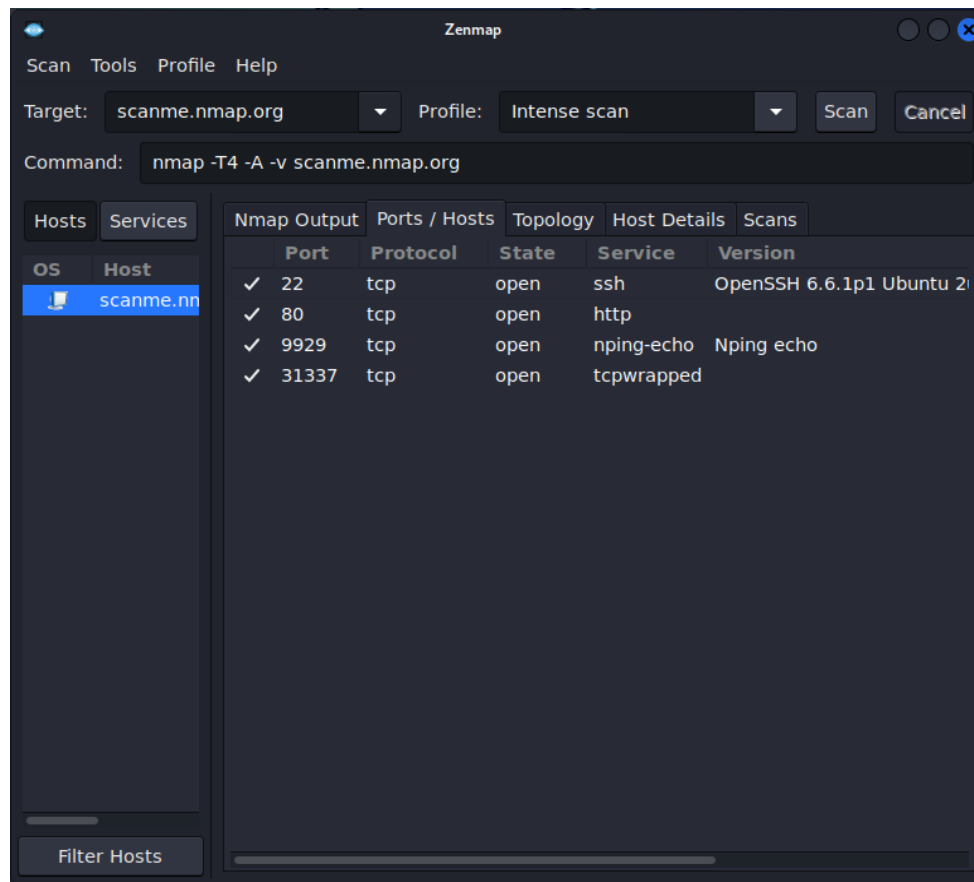 Zenmap
Scan Tools Profile Help
Target: scanme.nmap.org Profile: Intense scan Scan Cancel
Command: nmap -T4 -A -v scanme.nmap.org
Hosts Services Nmap Output Ports / Hosts Topology Host Details Scans
OS Host Port Protocol State Service Version
22 tcp open ssh OpenSSH 6.6.1p1 Ubuntu
scanme.nm
80 tcp open http
9929 tcp open nping-echo Nping echo
31337 tcp open tcpwrapped
Filter Hosts